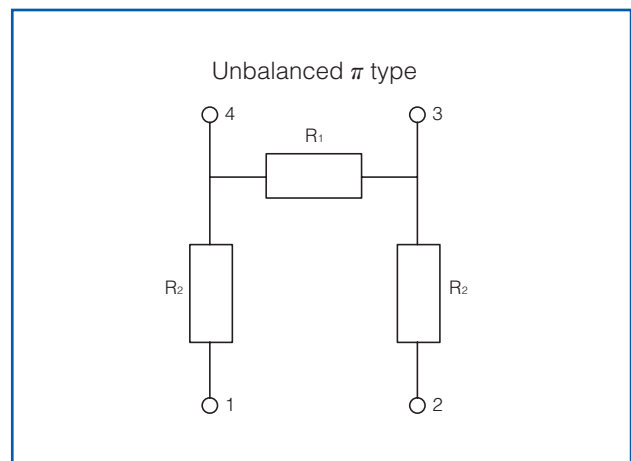 Unbalanced π type
4 3
R₁
R₂ R₂
1 2